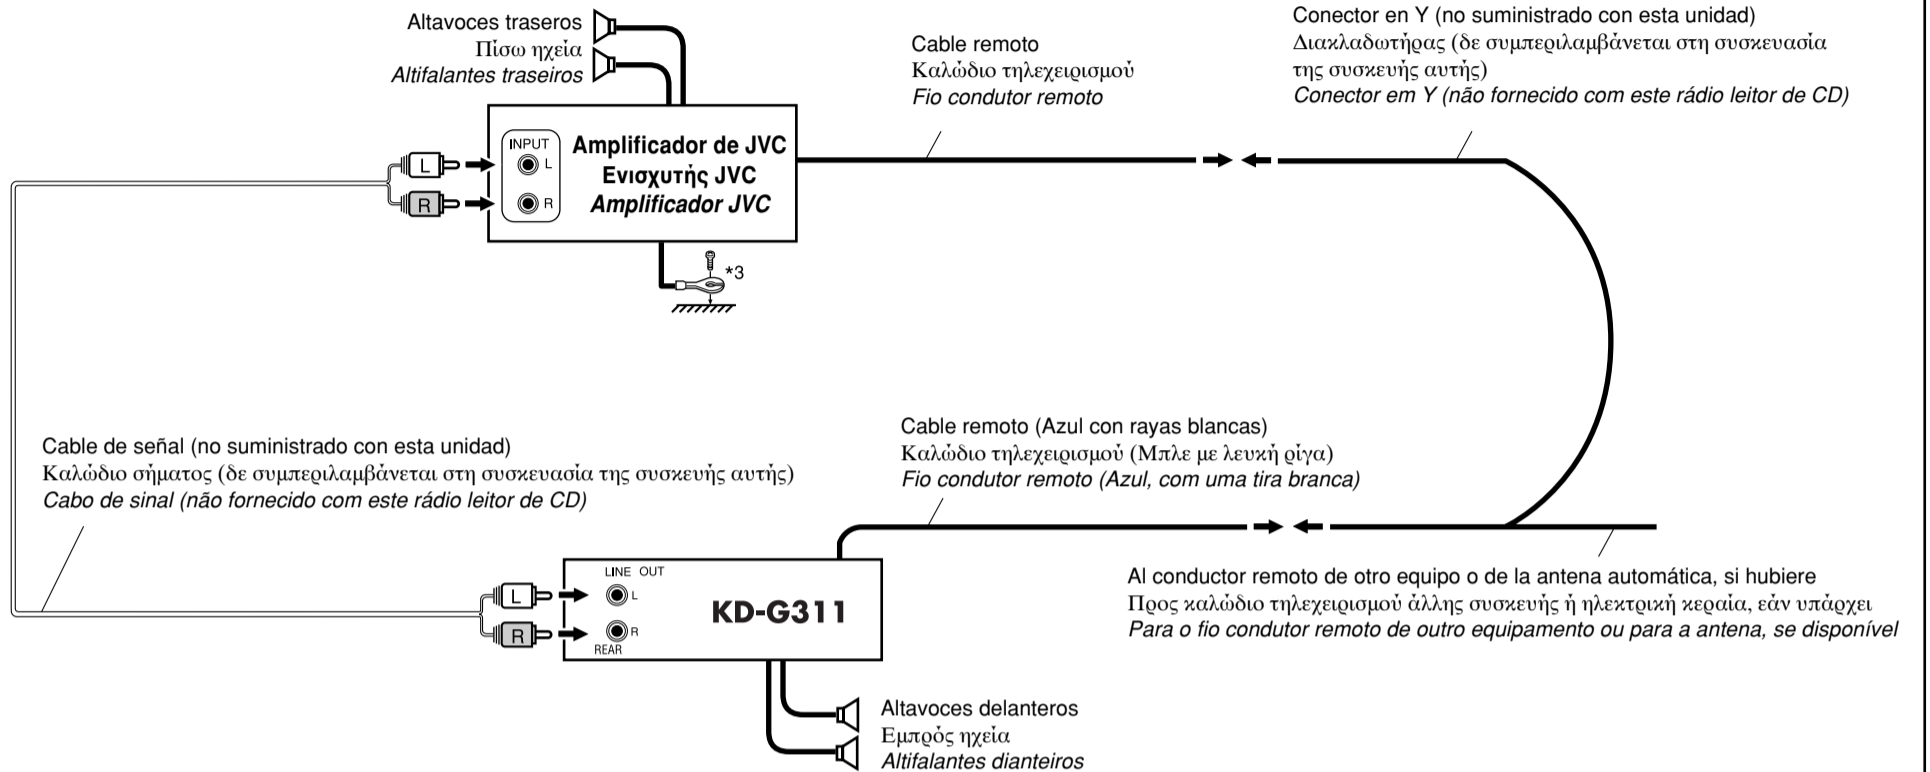 Altavoces traseros
Πίσω ηχεία
Altifalantes traseiros
Cable remoto
Καλώδιο τηλεχειρισμού
Fio condutor remoto
Conector en Y (no suministrado con esta unidad)
Διακλαδωτήρας (δε συμπεριλαμβάνεται στη συσκευασία
της συσκευής αυτής)
Conector em Y (não fornecido com este rádio leitor de CD)
L
R
INPUT
L
R
Amplificador de JVC
Ενισχυτής JVC
Amplificador JVC
*3
Cable de señal (no suministrado con esta unidad)
Καλώδιο σήματος (δε συμπεριλαμβάνεται στη συσκευασία της συσκευής αυτής)
Cabo de sinal (não fornecido com este rádio leitor de CD)
Cable remoto (Azul con rayas blancas)
Καλώδιο τηλεχειρισμού (Μπλε με λευκή ρίγα)
Fio condutor remoto (Azul, com uma tira branca)
L
R
LINE OUT
L
R
REAR
KD-G311
Al conductor remoto de otro equipo o de la antena automática, si hubiere
Προς καλώδιο τηλεχειρισμού άλλης συσκευής ή ηλεκτρική κεραία, εάν υπάρχει
Para o fio condutor remoto de outro equipamento ou para a antena, se disponível
Altavoces delanteros
Εμπρός ηχεία
Altifalantes dianteiros